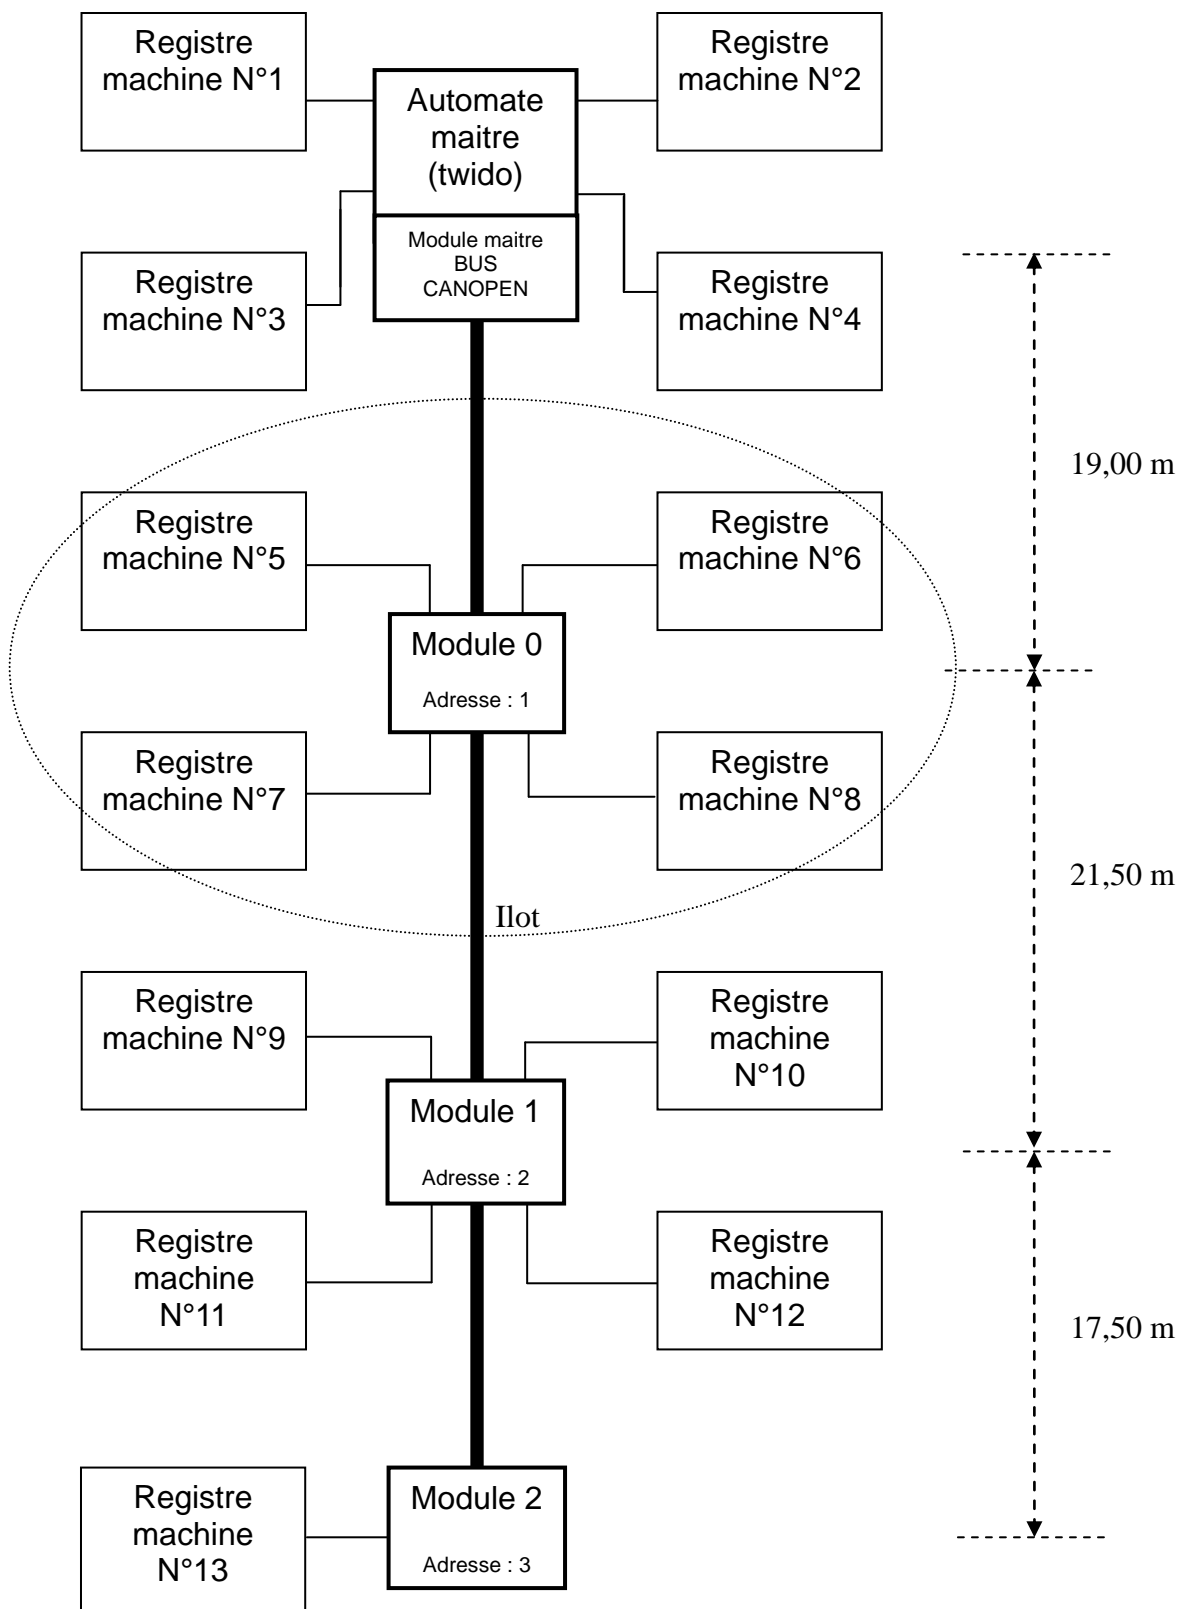 Registre
machine N°1
Automate
maitre
(twido)
Registre
machine N°2
Module maitre
BUS
CANOPEN
Registre
machine N°3
Registre
machine N°4
19,00 m
Registre
machine N°5
Registre
machine N°6
Module 0
Adresse : 1
Registre
machine N°7
Registre
machine N°8
21,50 m
Ilot
Registre
machine N°9
Registre
machine
N°10
Module 1
Adresse : 2
Registre
machine
N°11
Registre
machine
N°12
17,50 m
Registre
machine
N°13
Module 2
Adresse : 3